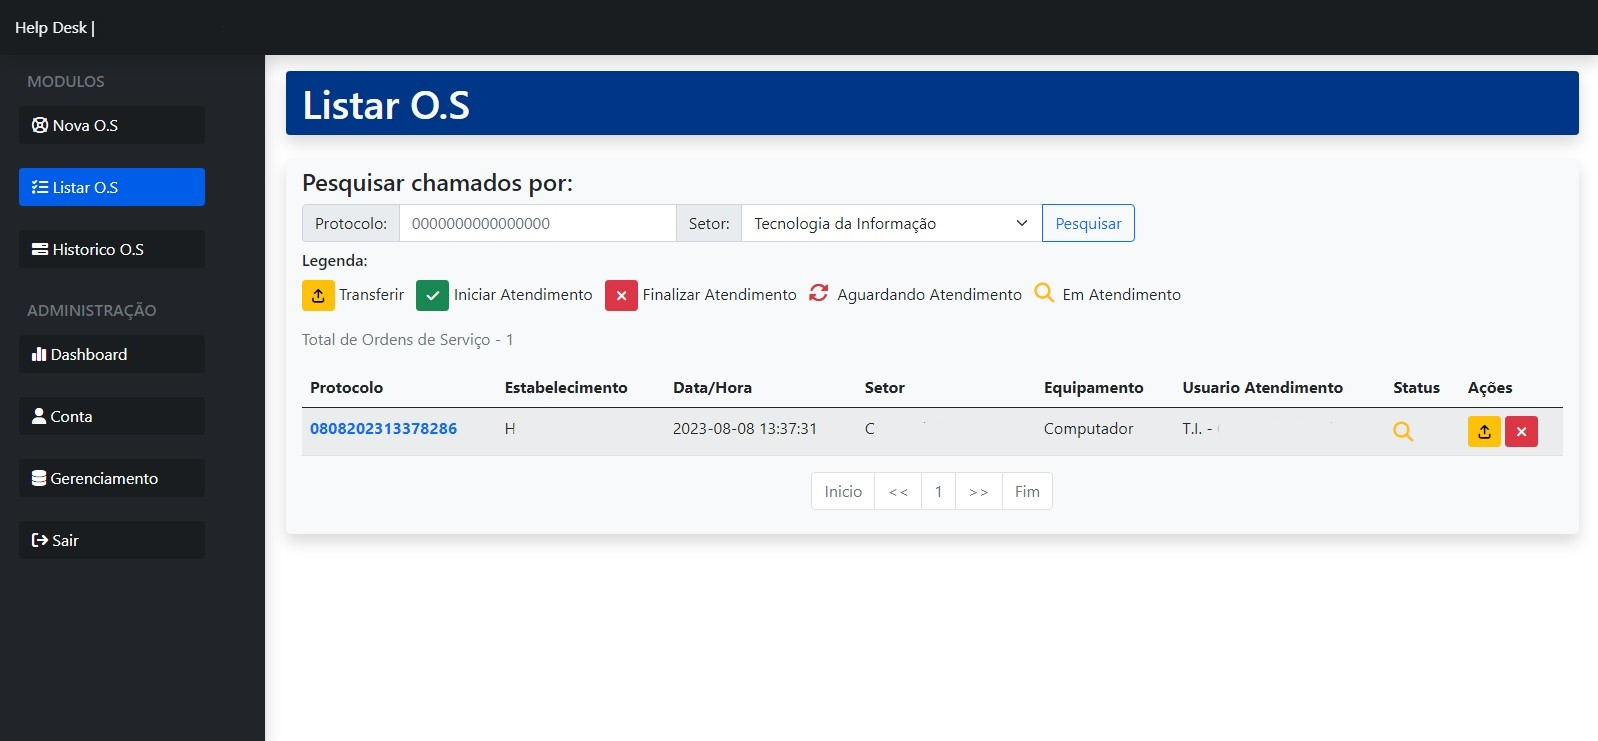 Help Desk |
MODULOS
Nova O.S
Listar O.S
Historico O.S
ADMINISTRAÇÃO
Dashboard
Conta
Gerenciamento
Sair
Listar O.S
Pesquisar chamados por:
Protocolo: 0000000000000000 Setor: Tecnologia da Informação Pesquisar
Legenda:
Transferir Iniciar Atendimento Finalizar Atendimento Aguardando Atendimento Em Atendimento
Total de Ordens de Serviço - 1
Protocolo Estabelecimento Data/Hora Setor Equipamento Usuario Atendimento Status Ações
0808202313378286 H 2023-08-08 13:37:31 C Computador T.I. -
Inicio << 1 >> Fim